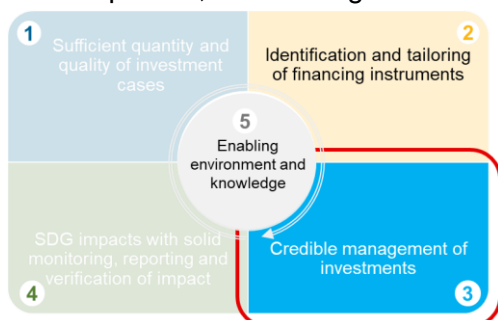 1
Sufficient quantity and
quality of investment
cases
2
Identification and tailoring
of financing instruments
5
Enabling
environment and
knowledge
SDG impacts with solid
monitoring, reporting and
verification of impact
4
Credible management of
investments
3